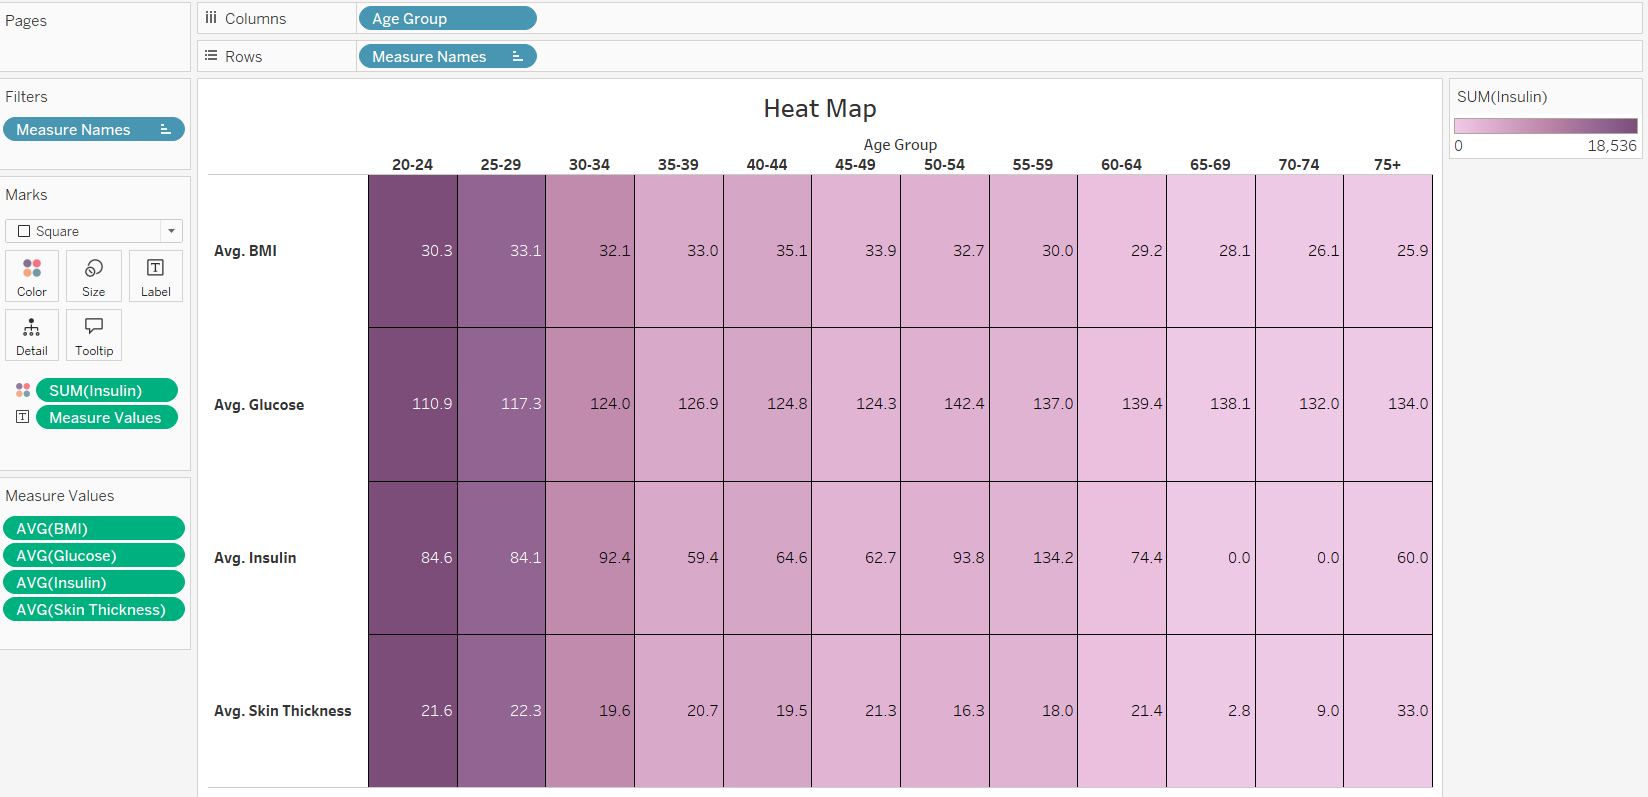 Pages
Columns
Age Group
Rows
Measure Names
Filters
Measure Names
Marks
Square
Color
Size
Label
Detail
Tooltip
SUM(Insulin)
Measure Values
Measure Values
AVG(BMI)
AVG(Glucose)
AVG(Insulin)
AVG(Skin Thickness)
Heat Map
Age Group
20-24 25-29 30-34 35-39 40-44 45-49 50-54 55-59 60-64 65-69 70-74 75+
Avg. BMI 30.3 33.1 32.1 33.0 35.1 33.9 32.7 30.0 29.2 28.1 26.1 25.9
Avg. Glucose 110.9 117.3 124.0 126.9 124.8 124.3 142.4 137.0 139.4 138.1 132.0 134.0
Avg. Insulin 84.6 84.1 92.4 59.4 64.6 62.7 93.8 134.2 74.4 0.0 0.0 60.0
Avg. Skin Thickness 21.6 22.3 19.6 20.7 19.5 21.3 16.3 18.0 21.4 2.8 9.0 33.0
SUM(Insulin)
0 18,536